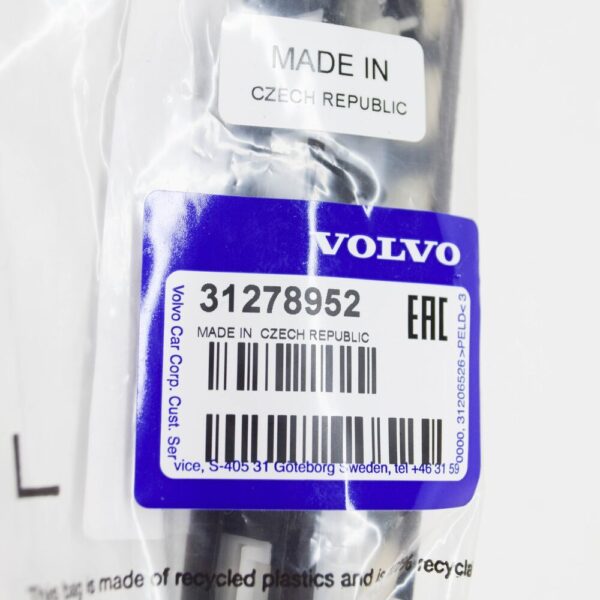 MADE IN
CZECH REPUBLIC
VOLVO
31278952
EAC
MADE IN CZECH REPUBLIC
Volvo Car Corp. Cust. Ser
vice, S-405 31 Göteborg Sweden, tel +46 31 59
0000, 31206526 >PELD< 3
L
This bag is made of recycled plastics and is % recyclab